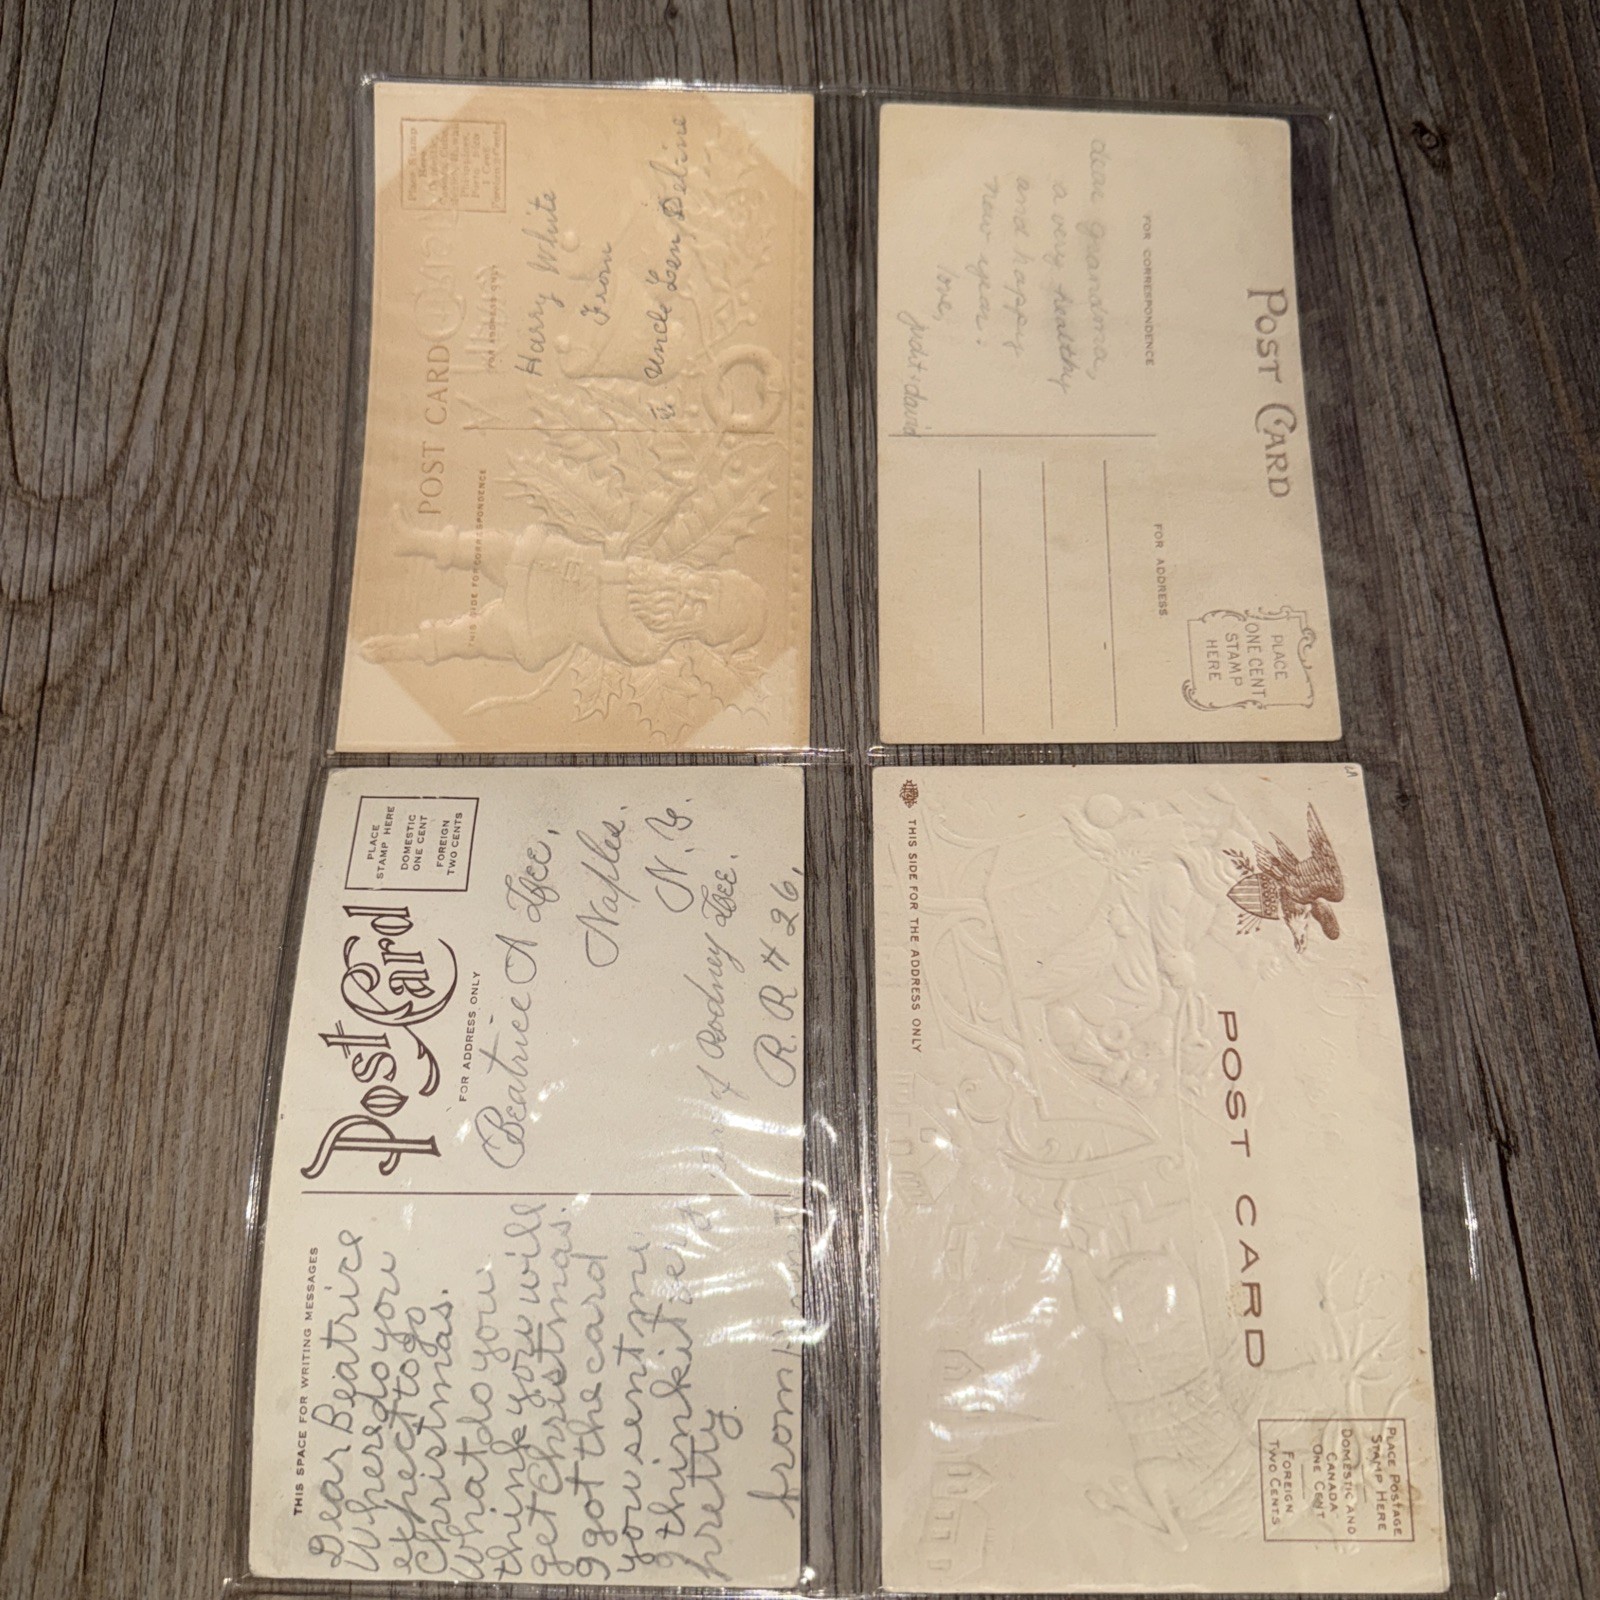 POST CARD
THIS SIDE FOR CORRESPONDENCE
Harry White
From
Uncle Len Deline
POST CARD
FOR CORRESPONDENCE
FOR ADDRESS
PLACE
ONE CENT
STAMP
HERE
dear grandma,
a very healthy
and happy
new year.
love,
judit & david
Post Card
THIS SPACE FOR WRITING MESSAGES
FOR ADDRESS ONLY
PLACE
STAMP HERE
DOMESTIC
ONE CENT
FOREIGN
TWO CENTS
Dear Beatrice
Where do you
expect to go
Christmas.
What do you
think you will
get Christmas.
I got the card
you sent me
I think it
pretty.
from
Beatrice A
Naples.
N. Y.
of Rodney
R. R # 26,
THIS SIDE FOR THE ADDRESS ONLY
POST CARD
PLACE POSTAGE
STAMP HERE
DOMESTIC AND
CANADA
ONE CENT
FOREIGN
TWO CENTS